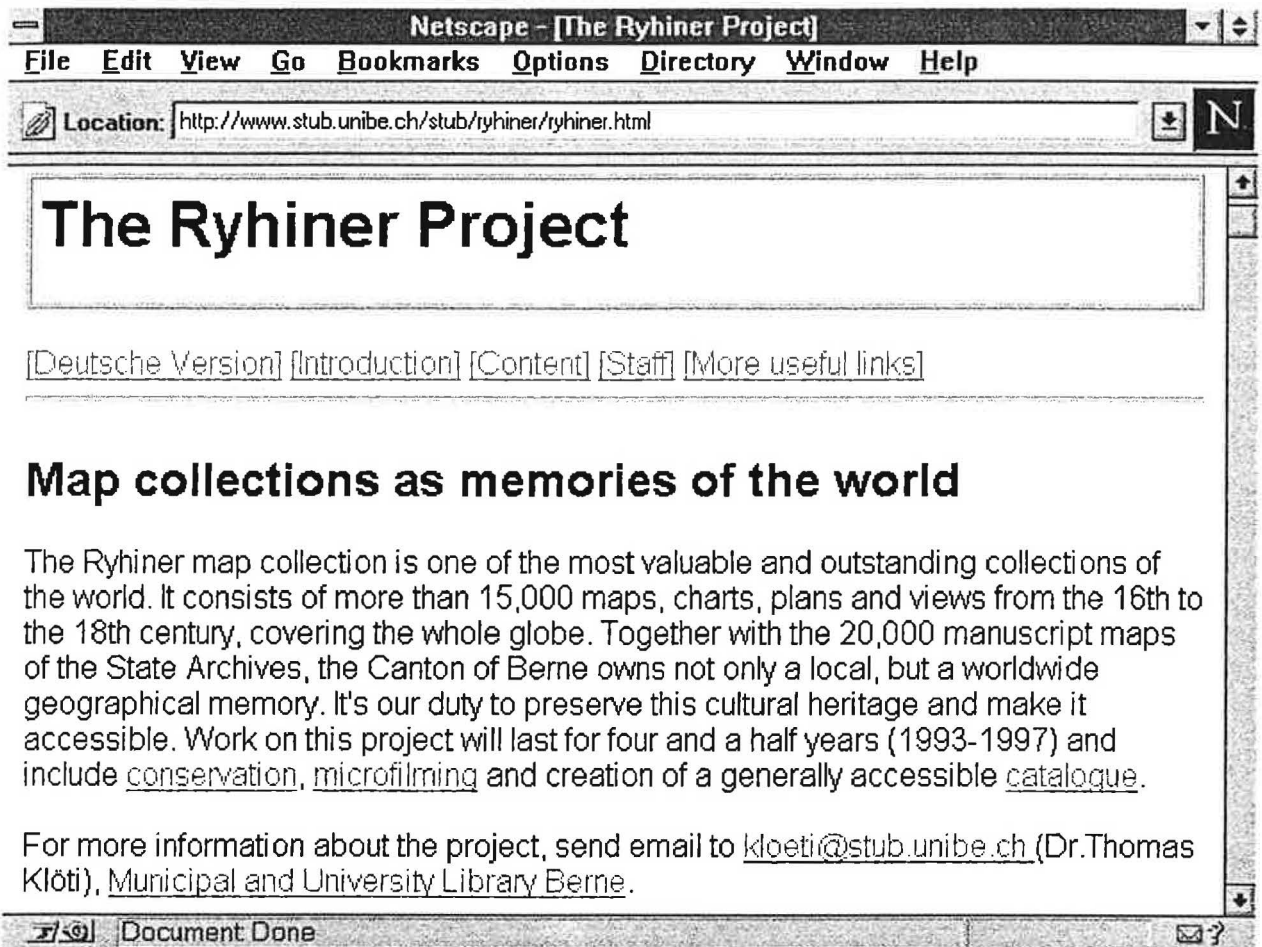 Netscape - [The Ryhiner Project]
File Edit View Go Bookmarks Options Directory Window Help
Location: http://www.stub.unibe.ch/stub/ryhiner/ryhiner.html
N
The Ryhiner Project
[Deutsche Version] [Introduction] [Content] [Staff] [More useful links]
Map collections as memories of the world
The Ryhiner map collection is one of the most valuable and outstanding collections of
the world. It consists of more than 15,000 maps, charts, plans and views from the 16th to
the 18th century, covering the whole globe. Together with the 20,000 manuscript maps
of the State Archives, the Canton of Berne owns not only a local, but a worldwide
geographical memory. It's our duty to preserve this cultural heritage and make it
accessible. Work on this project will last for four and a half years (1993-1997) and
include conservation, microfilming and creation of a generally accessible catalogue.
For more information about the project, send email to kloeti@stub.unibe.ch (Dr.Thomas
Klöti), Municipal and University Library Berne.
Document Done
?